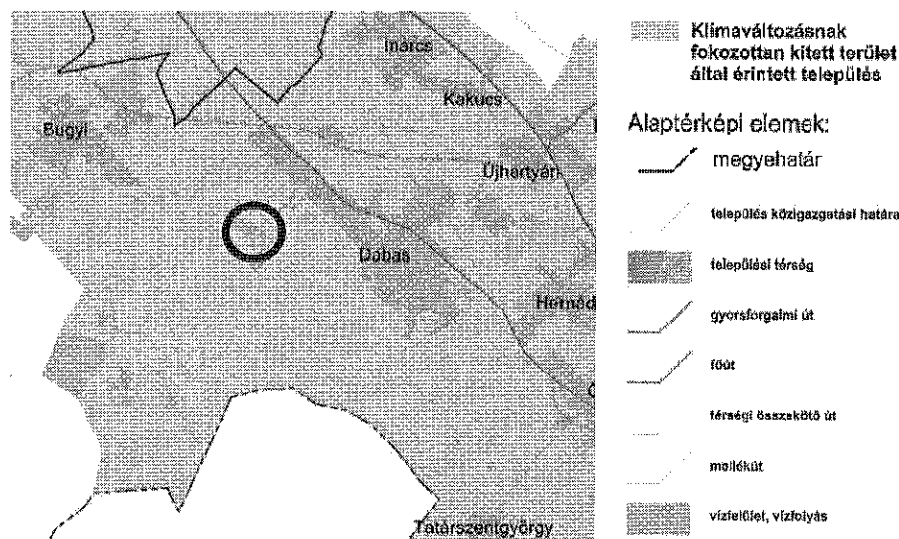 Inárcs
Kakucs
Bugyi
Újhartyán
Dabas
Hernád
Tatárszentgyörgy
Klímaváltozásnak
fokozottan kitett terület
által érintett település
Alaptérképi elemek:
megyehatár
település közigazgatási határa
települési térség
gyorsforgalmi út
főút
térségi összekötő út
mellékút
vízfelület, vízfolyás